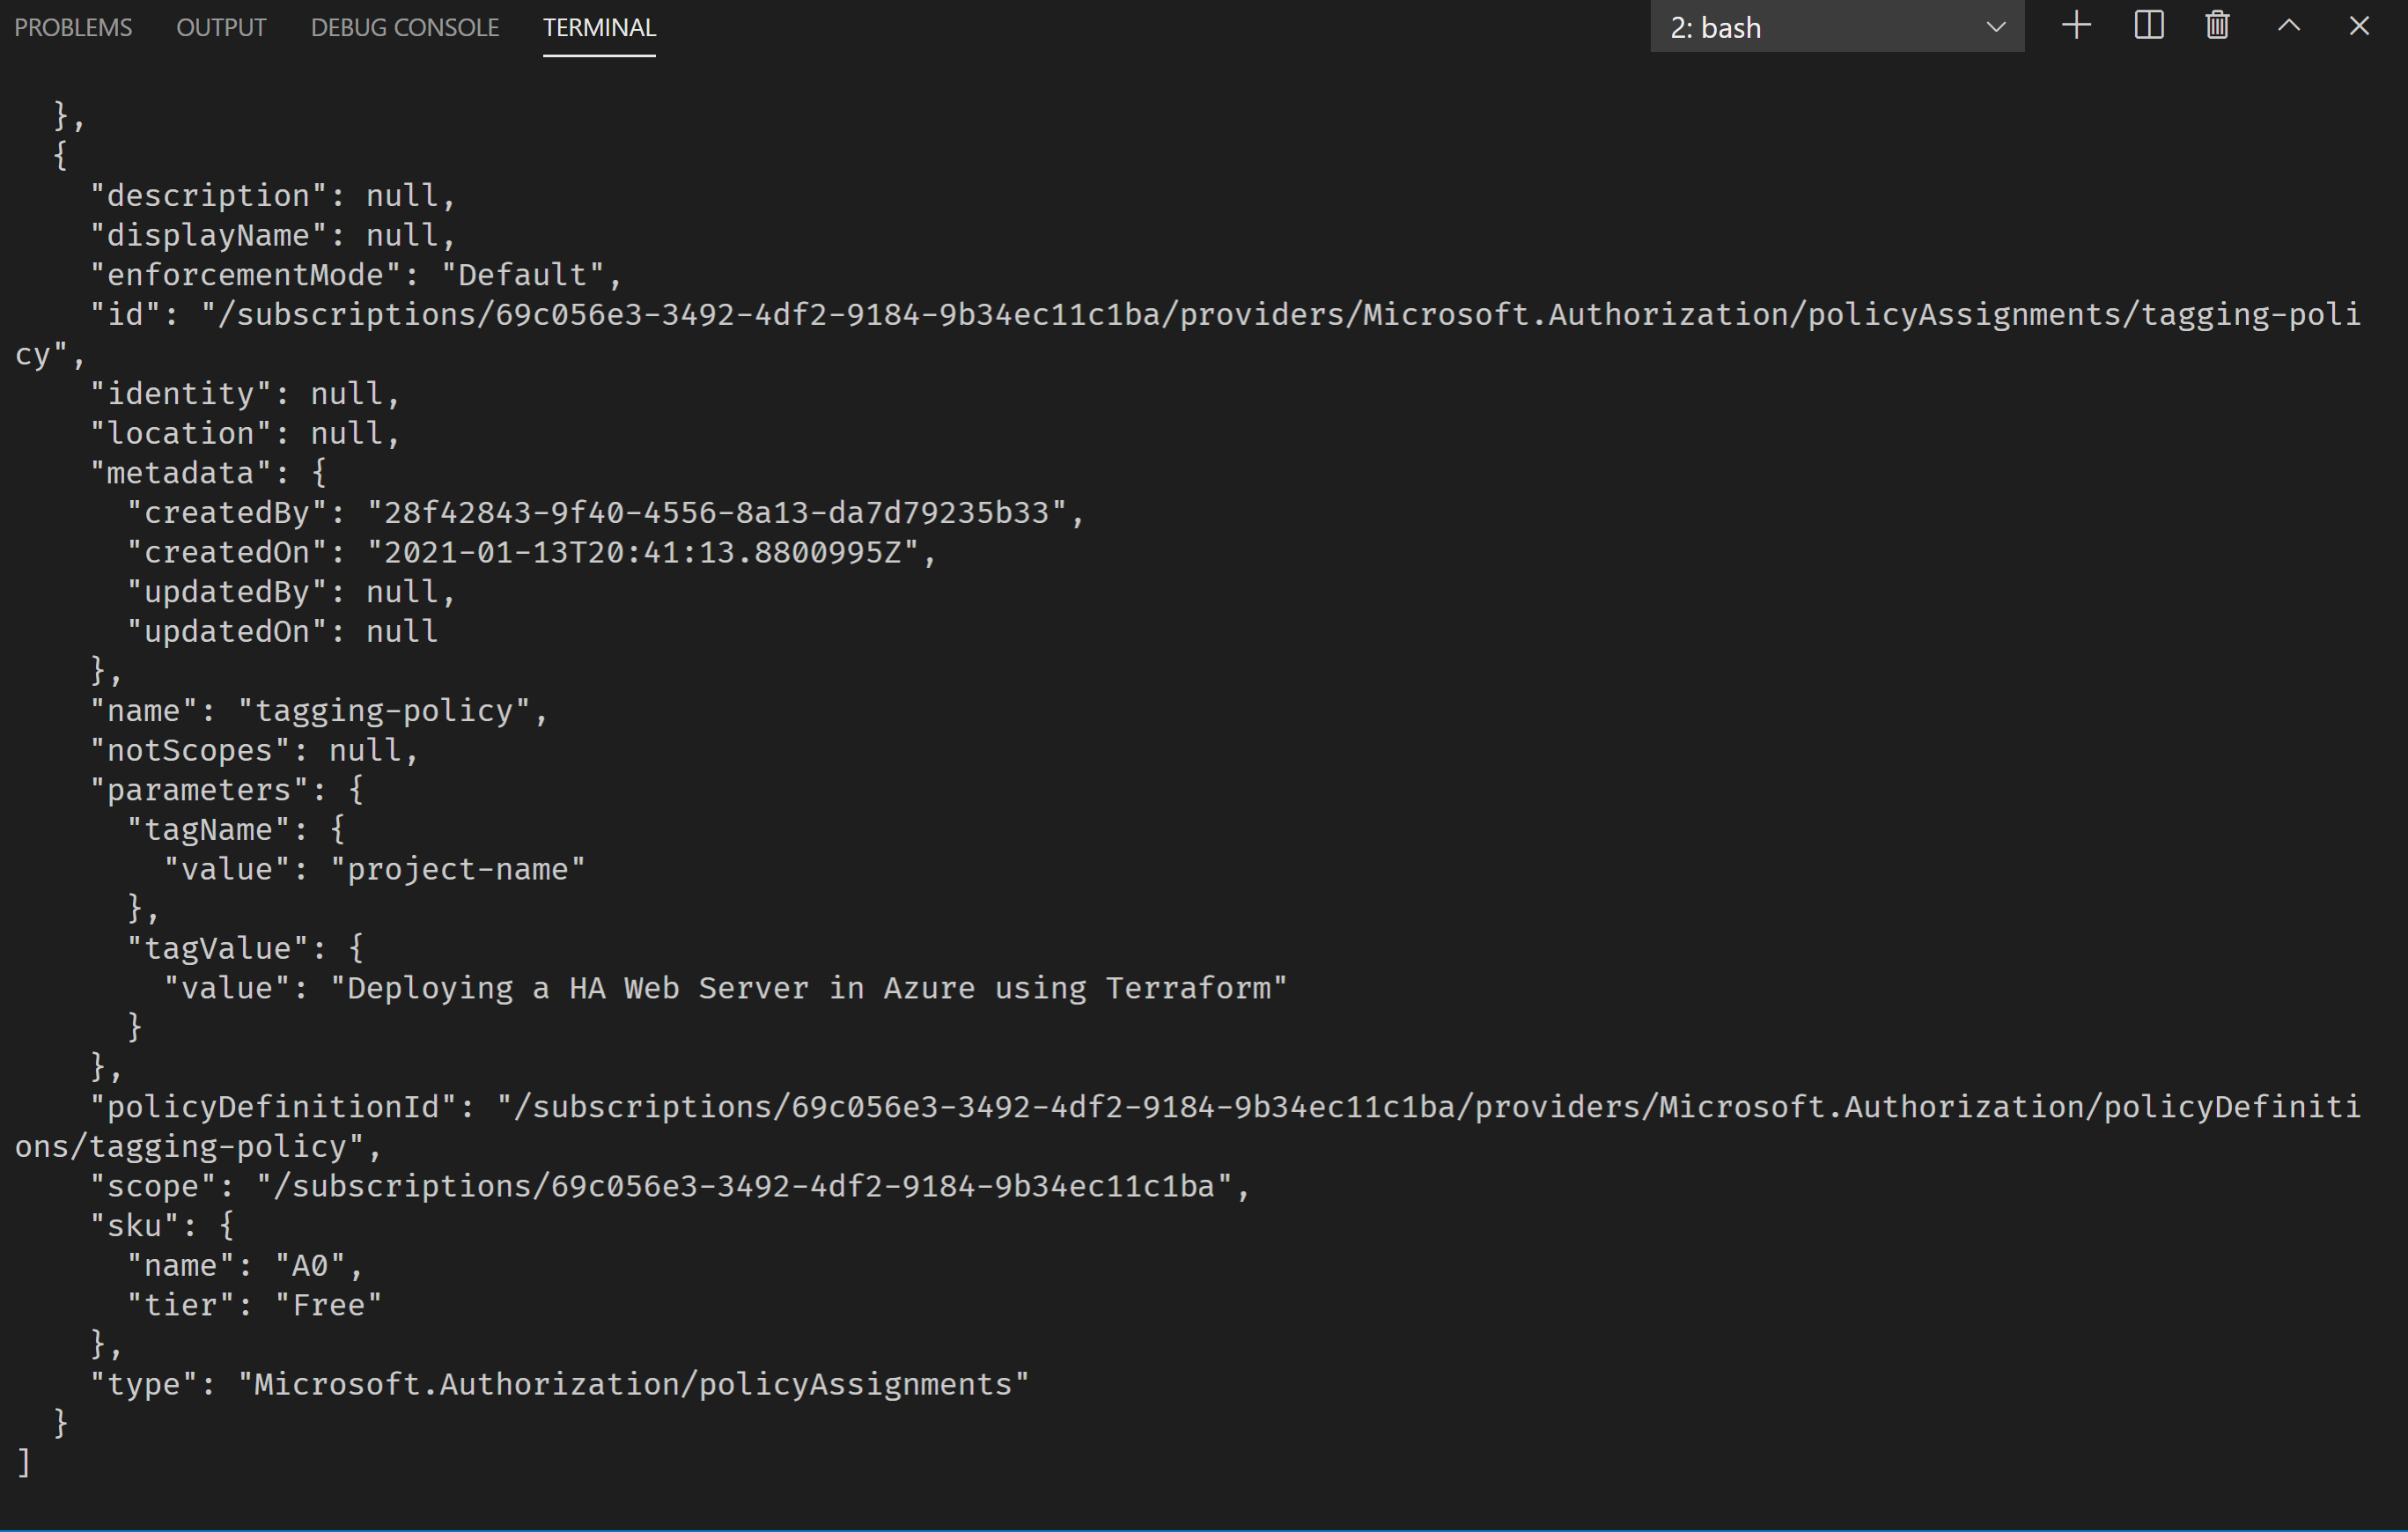 PROBLEMS OUTPUT DEBUG CONSOLE TERMINAL 2: bash
  },
  {
    "description": null,
    "displayName": null,
    "enforcementMode": "Default",
    "id": "/subscriptions/69c056e3-3492-4df2-9184-9b34ec11c1ba/providers/Microsoft.Authorization/policyAssignments/tagging-poli
cy",
    "identity": null,
    "location": null,
    "metadata": {
      "createdBy": "28f42843-9f40-4556-8a13-da7d79235b33",
      "createdOn": "2021-01-13T20:41:13.8800995Z",
      "updatedBy": null,
      "updatedOn": null
    },
    "name": "tagging-policy",
    "notScopes": null,
    "parameters": {
      "tagName": {
        "value": "project-name"
      },
      "tagValue": {
        "value": "Deploying a HA Web Server in Azure using Terraform"
      }
    },
    "policyDefinitionId": "/subscriptions/69c056e3-3492-4df2-9184-9b34ec11c1ba/providers/Microsoft.Authorization/policyDefiniti
ons/tagging-policy",
    "scope": "/subscriptions/69c056e3-3492-4df2-9184-9b34ec11c1ba",
    "sku": {
      "name": "A0",
      "tier": "Free"
    },
    "type": "Microsoft.Authorization/policyAssignments"
  }
]